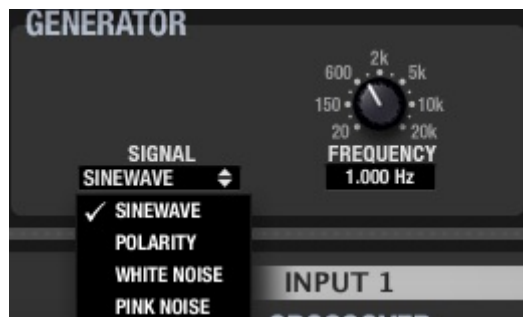 GENERATOR
2k
600
5k
150
10k
20
20k
SIGNAL
FREQUENCY
SINEWAVE
1.000 Hz
✓ SINEWAVE
POLARITY
WHITE NOISE
PINK NOISE
INPUT 1
CROSSOVER